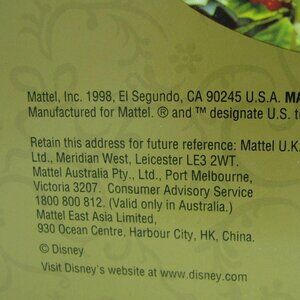 Mattel, Inc. 1998, El Segundo, CA 90245 U.S.A. MA
Manufactured for Mattel. ® and ™ designate U.S. t
Retain this address for future reference: Mattel U.K.
Ltd., Meridian West, Leicester LE3 2WT.
Mattel Australia Pty., Ltd., Port Melbourne,
Victoria 3207. Consumer Advisory Service
1800 800 812. (Valid only in Australia.)
Mattel East Asia Limited,
930 Ocean Centre, Harbour City, HK, China.
© Disney
Visit Disney's website at www.disney.com